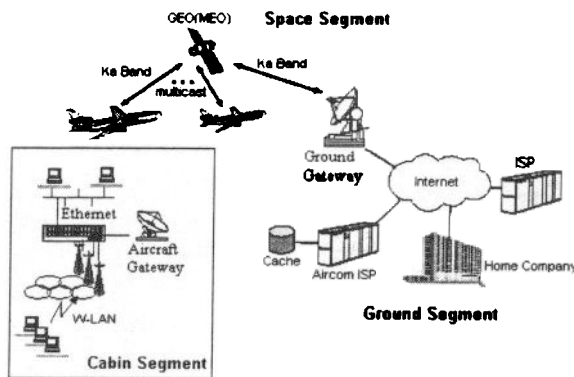 GEO(MEO)
Space Segment
Ka Band
Ka Band
multicast
Ground
Gateway
ISP
Internet
Ethernet
Aircraft
Gateway
Cache
Aircom ISP
Home Company
W-LAN
Ground Segment
Cabin Segment